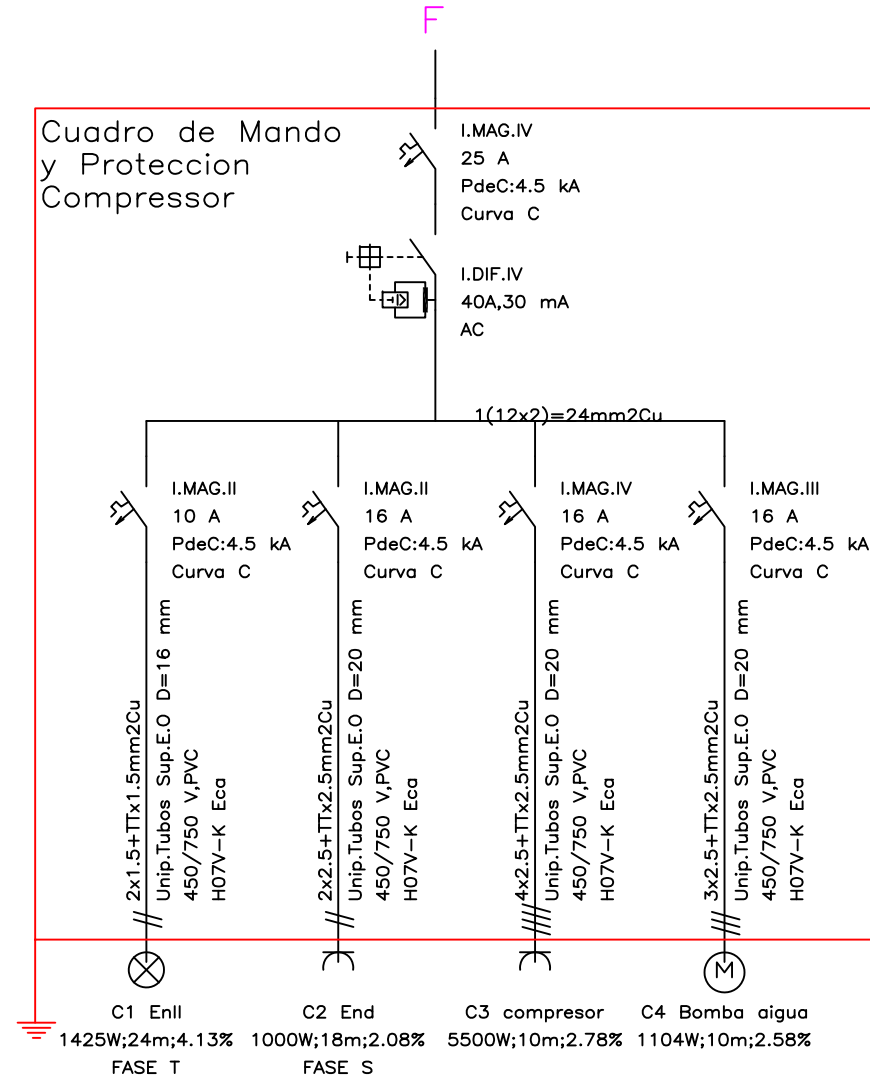 F
Cuadro de Mando
y Proteccion
Compressor
I.MAG.IV
25 A
PdeC:4.5 kA
Curva C
I.DIF.IV
40A,30 mA
AC
1(12x2)=24mm2Cu
I.MAG.II
10 A
PdeC:4.5 kA
Curva C
I.MAG.II
16 A
PdeC:4.5 kA
Curva C
I.MAG.IV
16 A
PdeC:4.5 kA
Curva C
I.MAG.III
16 A
PdeC:4.5 kA
Curva C
2x1.5+TTx1.5mm2Cu
Unip.Tubos Sup.E.O D=16 mm
450/750 V,PVC
H07V-K Eca
2x2.5+TTx2.5mm2Cu
Unip.Tubos Sup.E.O D=20 mm
450/750 V,PVC
H07V-K Eca
4x2.5+TTx2.5mm2Cu
Unip.Tubos Sup.E.O D=20 mm
450/750 V,PVC
H07V-K Eca
3x2.5+TTx2.5mm2Cu
Unip.Tubos Sup.E.O D=20 mm
450/750 V,PVC
H07V-K Eca
M
C1 Enll
1425W;24m;4.13%
FASE T
C2 End
1000W;18m;2.08%
FASE S
C3 compresor
5500W;10m;2.78%
C4 Bomba aigua
1104W;10m;2.58%